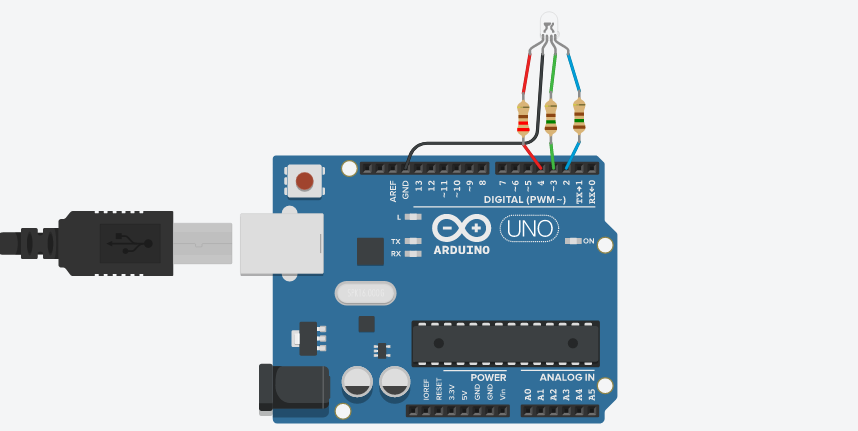 AREF
GND
13
12
~11
~10
~9
8
7
~6
~5
4
~3
2
TX→1
RX←0
DIGITAL (PWM~)
L
TX
RX
ARDUINO
UNO
ON
POWER
ANALOG IN
IOREF
RESET
3.3V
5V
GND
GND
Vin
A0
A1
A2
A3
A4
A5